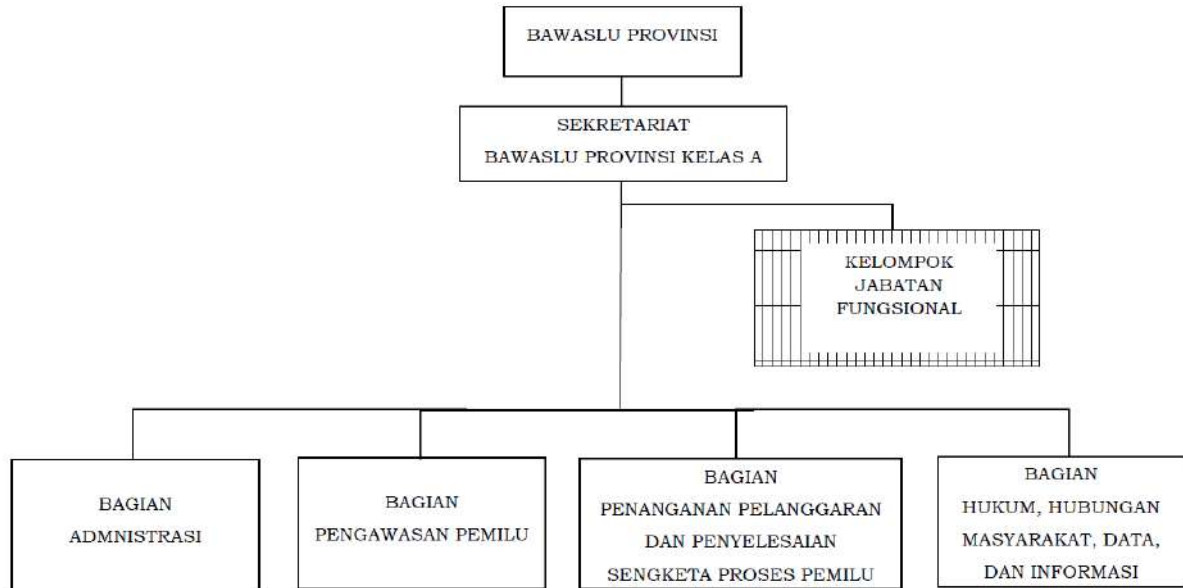 BAWASLU PROVINSI
SEKRETARIAT
BAWASLU PROVINSI KELAS A
KELOMPOK
JABATAN
FUNGSIONAL
BAGIAN
ADMNISTRASI
BAGIAN
PENGAWASAN PEMILU
BAGIAN
PENANGANAN PELANGGARAN
DAN PENYELESAIAN
SENGKETA PROSES PEMILU
BAGIAN
HUKUM, HUBUNGAN
MASYARAKAT, DATA,
DAN INFORMASI